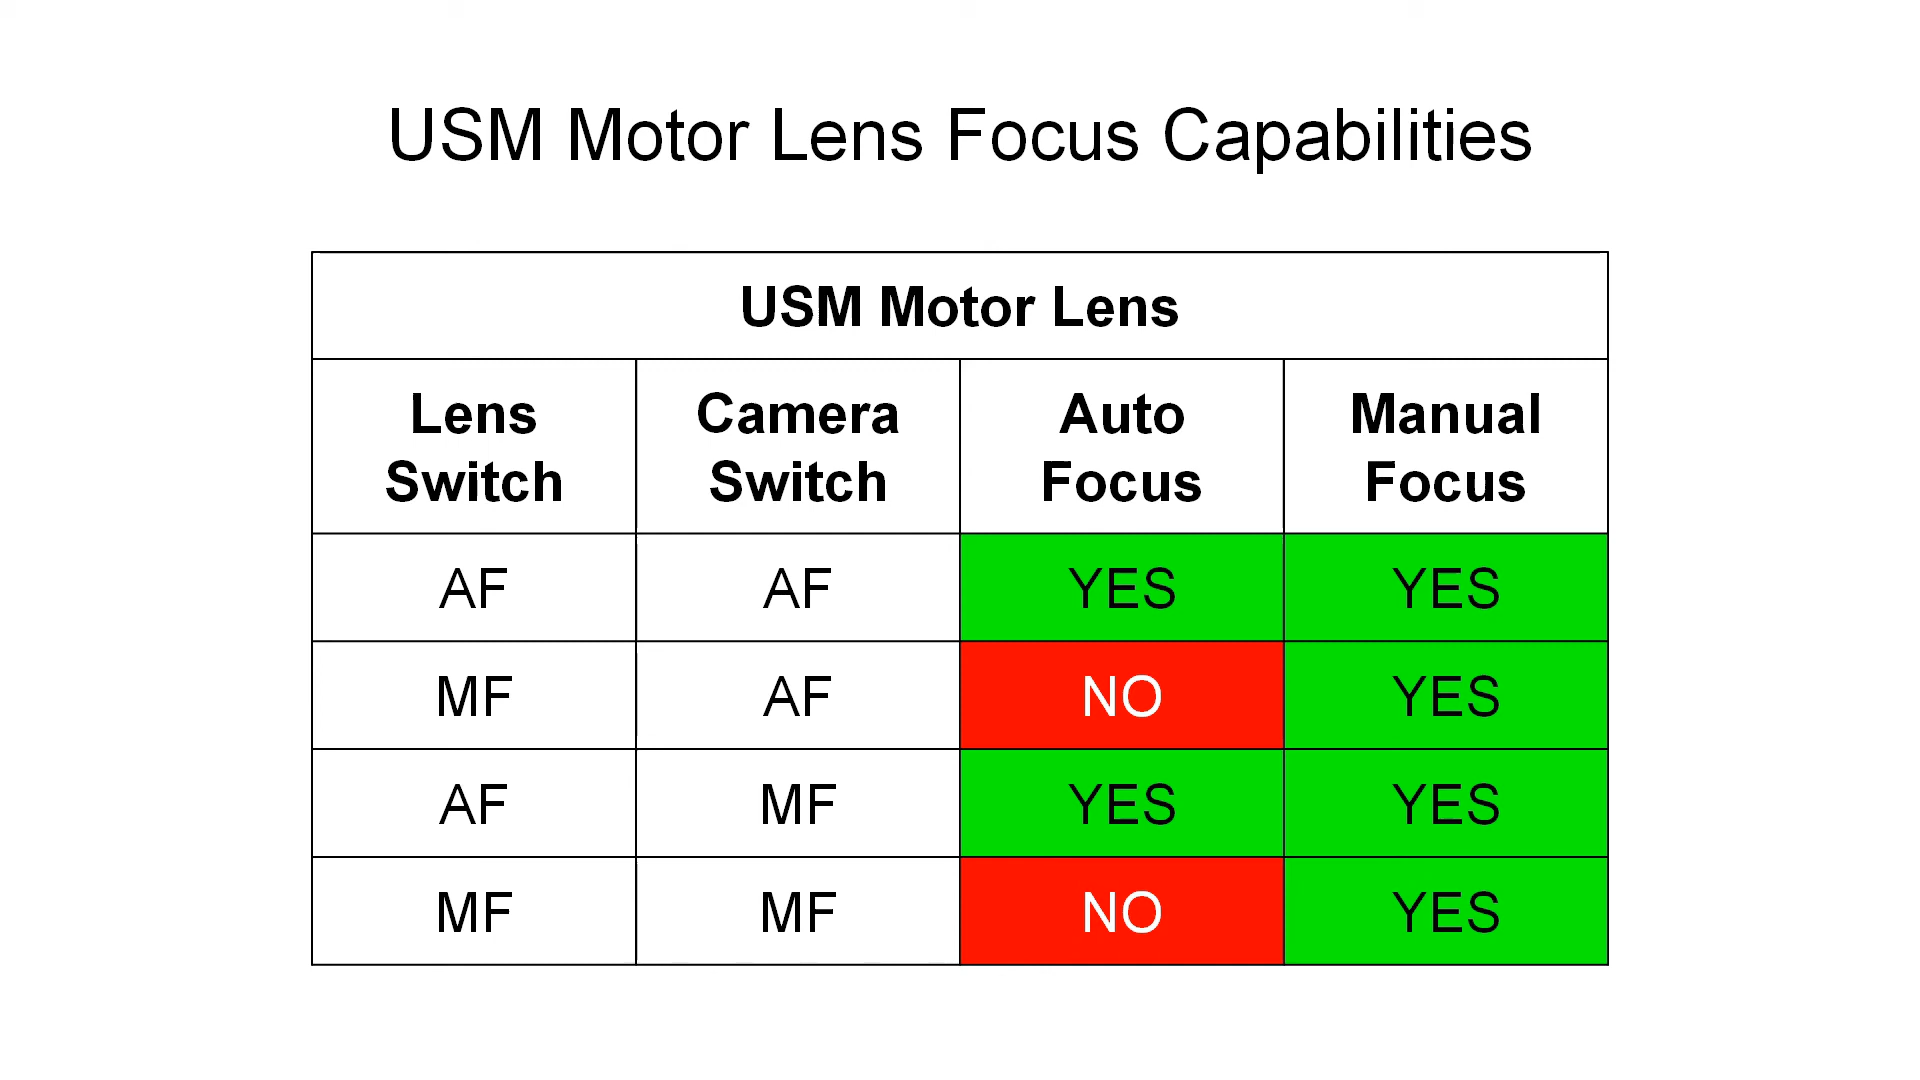 USM Motor Lens Focus Capabilities
USM Motor Lens
Lens Switch Camera Switch Auto Focus Manual Focus
AF AF YES YES
MF AF NO YES
AF MF YES YES
MF MF NO YES